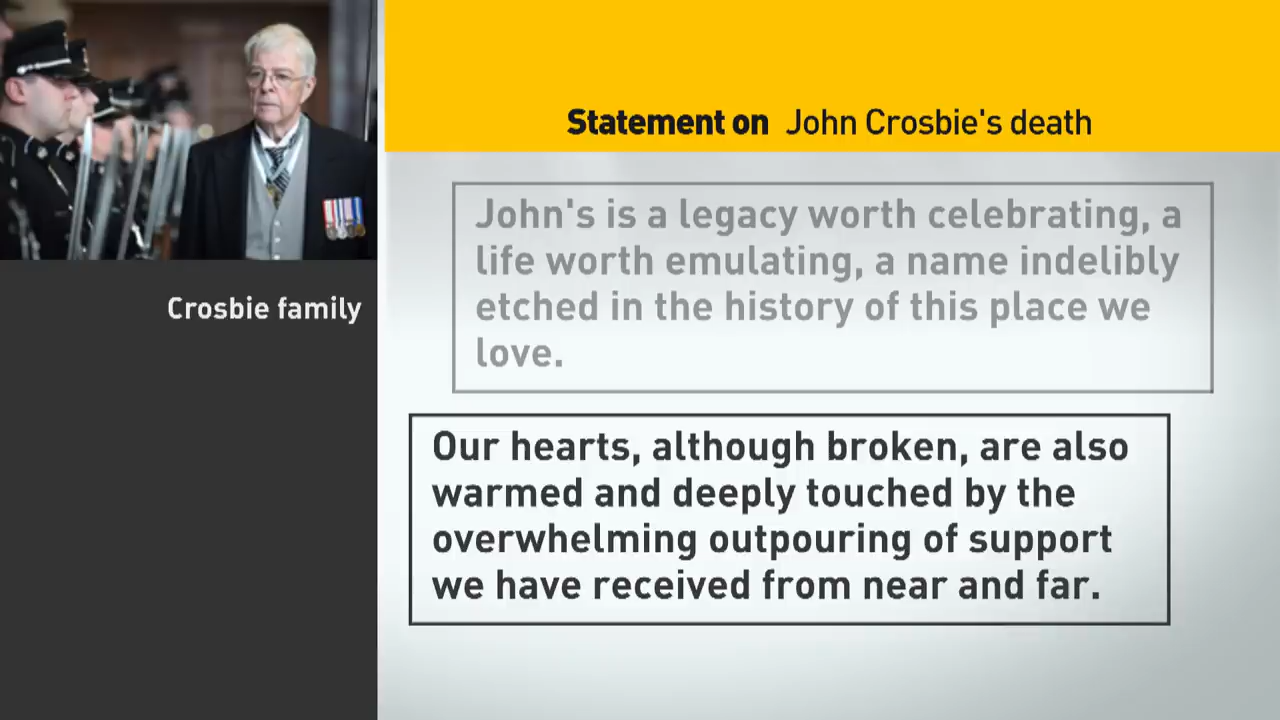 Statement on John Crosbie's death
Crosbie family
John's is a legacy worth celebrating, a
life worth emulating, a name indelibly
etched in the history of this place we
love.
Our hearts, although broken, are also
warmed and deeply touched by the
overwhelming outpouring of support
we have received from near and far.